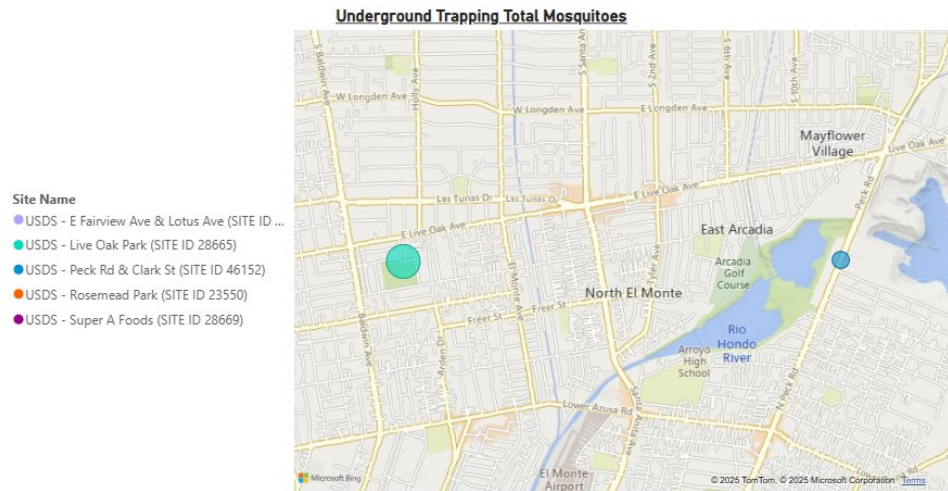 Underground Trapping Total Mosquitoes
Site Name
USDS - E Fairview Ave & Lotus Ave (SITE ID ...
USDS - Live Oak Park (SITE ID 28665)
USDS - Peck Rd & Clark St (SITE ID 46152)
USDS - Rosemead Park (SITE ID 23550)
USDS - Super A Foods (SITE ID 28669)
S Baldwin Ave
Holly Ave
S Santa An
S 2nd Ave
S 6th Ave
S 10th Ave
W Longden Ave
W Longden Ave
E Longden Ave
Mayflower
Village
Live Oak Ave
Peck Rd
Las Tunas Dr
Las Tunas Dr
E Live Oak Ave
E Live Oak Ave
East Arcadia
Arcadia
Golf
Course
Tyler Ave
El Monte Ave
North El Monte
Freer St
Freer St
Baldwin Ave
Arden Dr
Rio
Hondo
River
Arroyo
High
School
N Peck Rd
Santa Anita Ave
Lower Azusa Rd
El Monte
Airport
Microsoft Bing
© 2025 TomTom, © 2025 Microsoft Corporation Terms